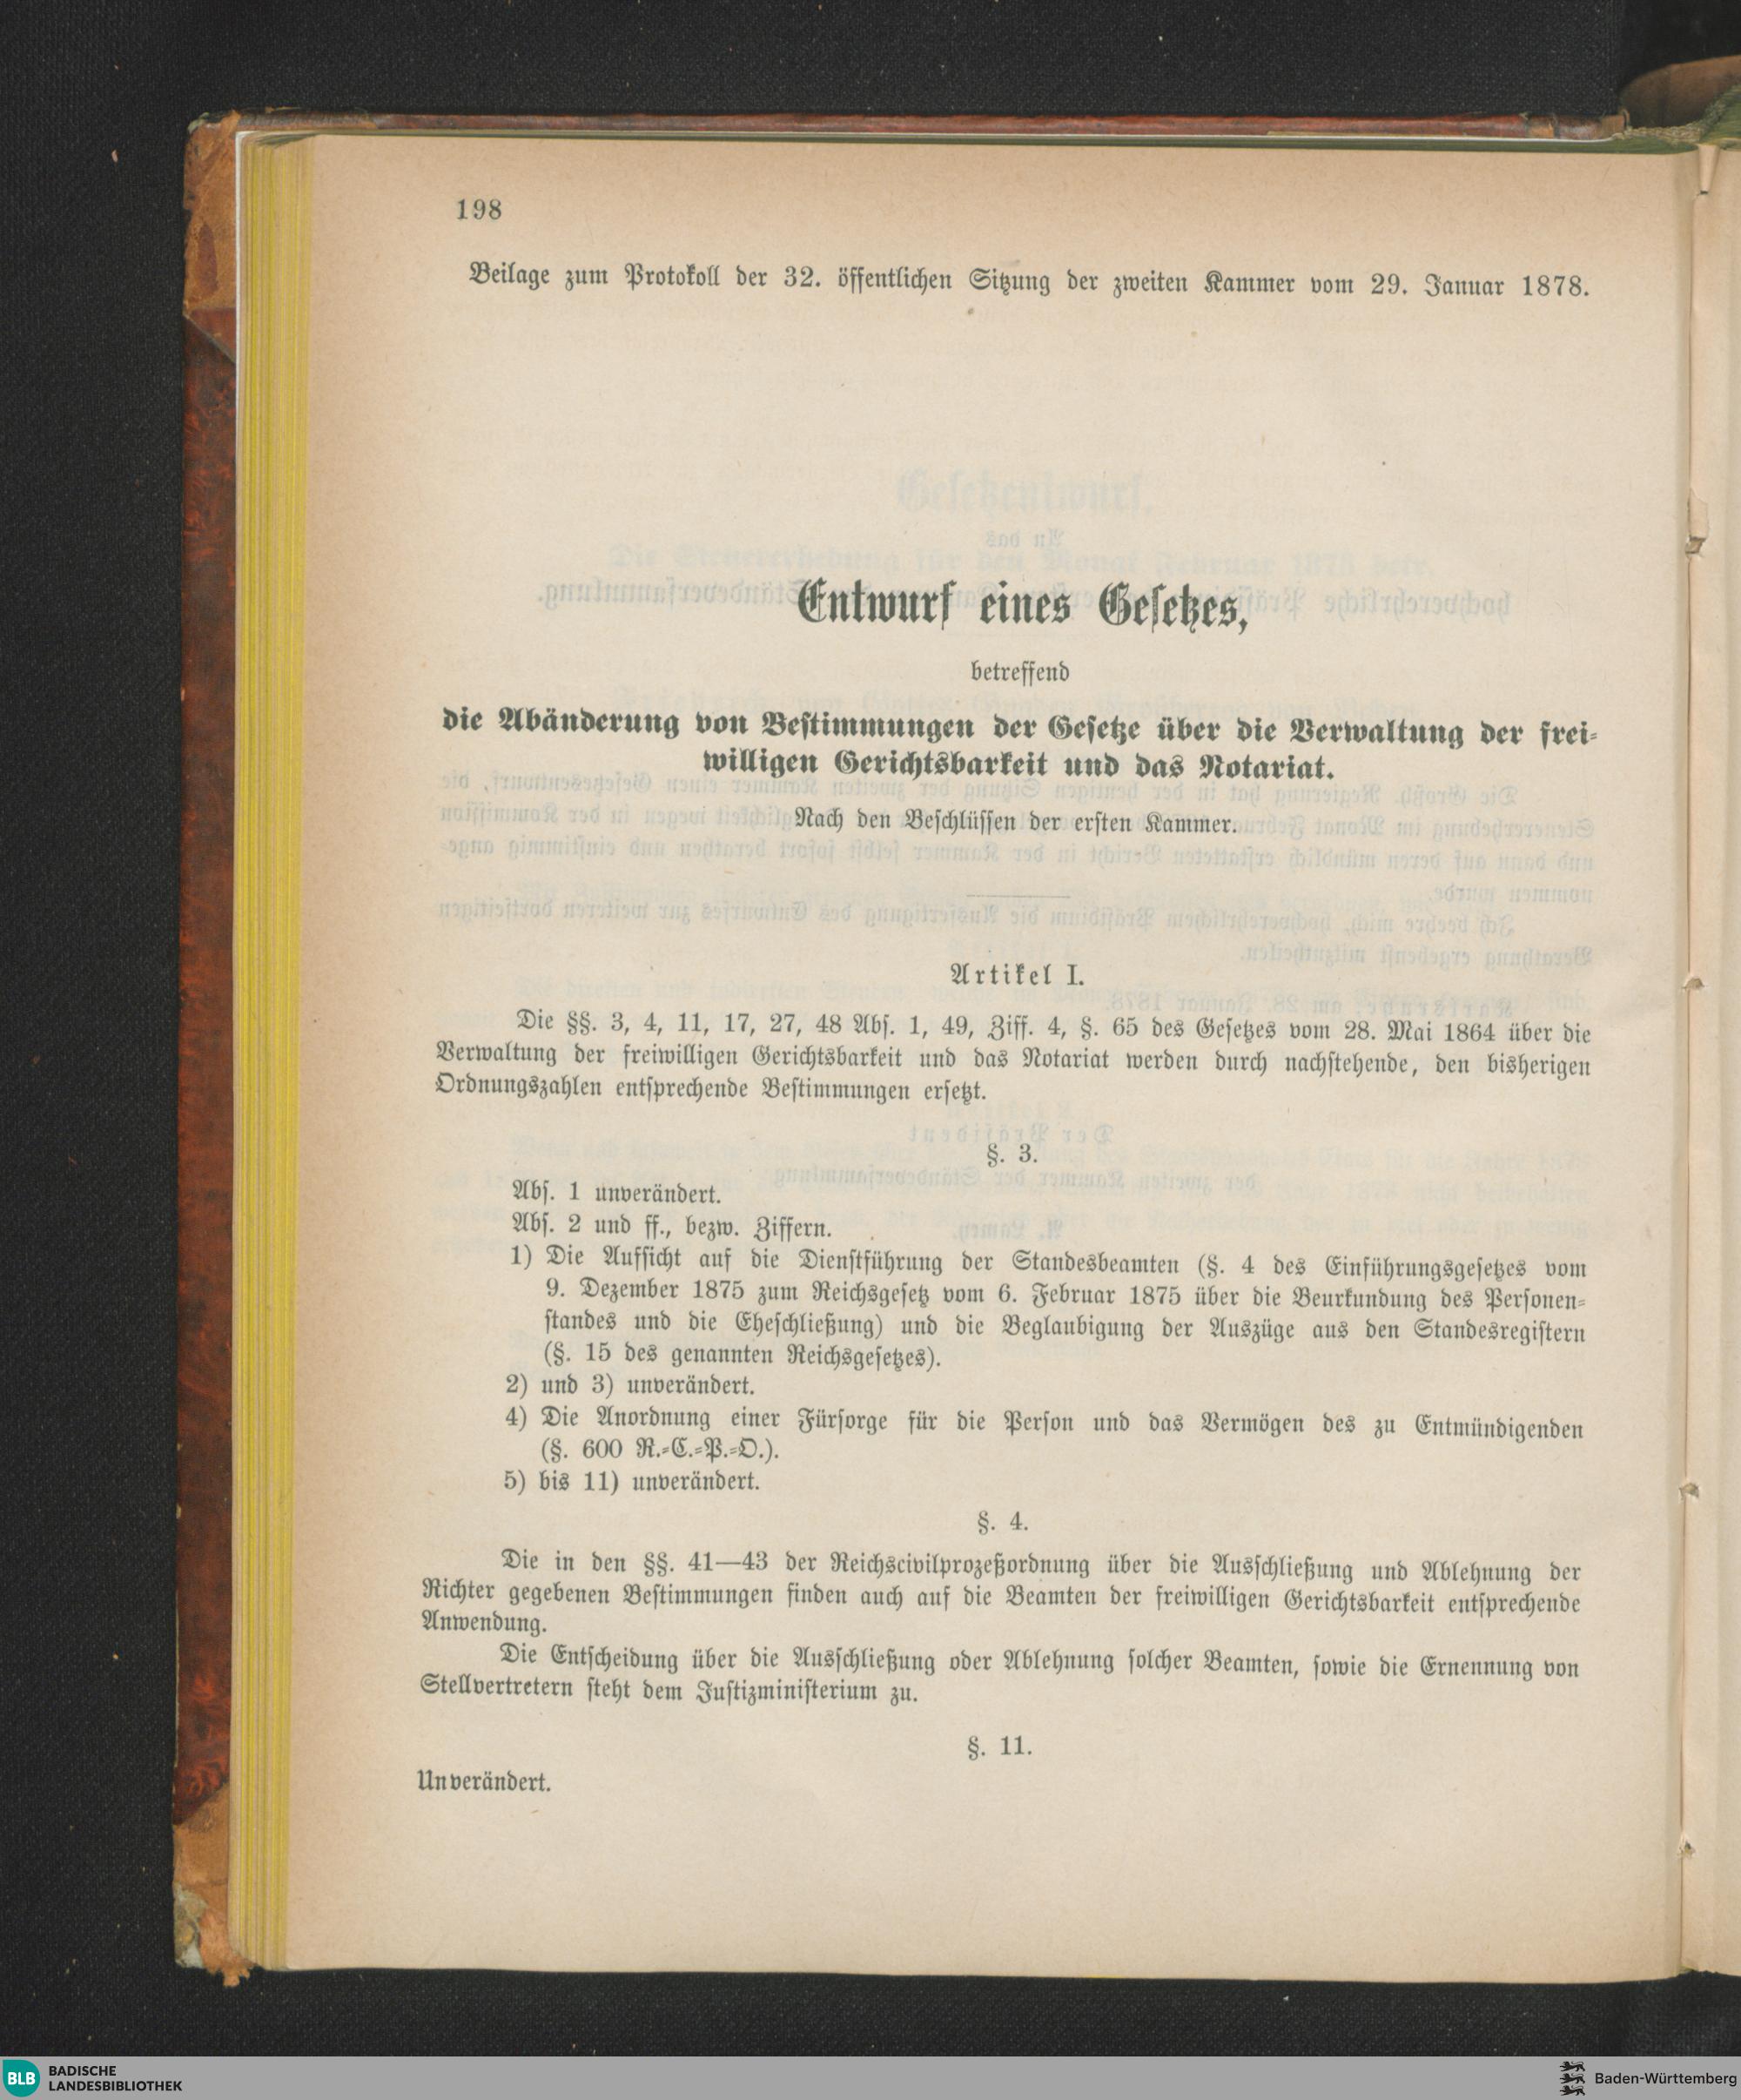 198
Beilage zum Protokoll der 32. öffentlichen Sitzung der zweiten Kammer vom 29. Januar 1878.
Entwurf eines Gesetzes,
betreffend
die Abänderung von Bestimmungen der Gesetze über die Verwaltung der frei-
willigen Gerichtsbarkeit und das Notariat.
Nach den Beschlüssen der ersten Kammer.
Artikel I.
Die §§. 3, 4, 11, 17, 27, 48 Abs. 1, 49, Ziff. 4, §. 65 des Gesetzes vom 28. Mai 1864 über die
Verwaltung der freiwilligen Gerichtsbarkeit und das Notariat werden durch nachstehende, den bisherigen
Ordnungszahlen entsprechende Bestimmungen ersetzt.
§. 3.
Abs. 1 unverändert.
Abs. 2 und ff., bezw. Ziffern.
1) Die Aufsicht auf die Dienstführung der Standesbeamten (§. 4 des Einführungsgesetzes vom
9. Dezember 1875 zum Reichsgesetz vom 6. Februar 1875 über die Beurkundung des Personen-
standes und die Eheschließung) und die Beglaubigung der Auszüge aus den Standesregistern
(§. 15 des genannten Reichsgesetzes).
2) und 3) unverändert.
4) Die Anordnung einer Fürsorge für die Person und das Vermögen des zu Entmündigenden
(§. 600 R.-C.-P.-O.).
5) bis 11) unverändert.
§. 4.
Die in den §§. 41—43 der Reichscivilprozeßordnung über die Ausschließung und Ablehnung der
Richter gegebenen Bestimmungen finden auch auf die Beamten der freiwilligen Gerichtsbarkeit entsprechende
Anwendung.
Die Entscheidung über die Ausschließung oder Ablehnung solcher Beamten, sowie die Ernennung von
Stellvertretern steht dem Justizministerium zu.
§. 11.
Unverändert.
BLB BADISCHE
LANDESBIBLIOTHEK
Baden-Württemberg